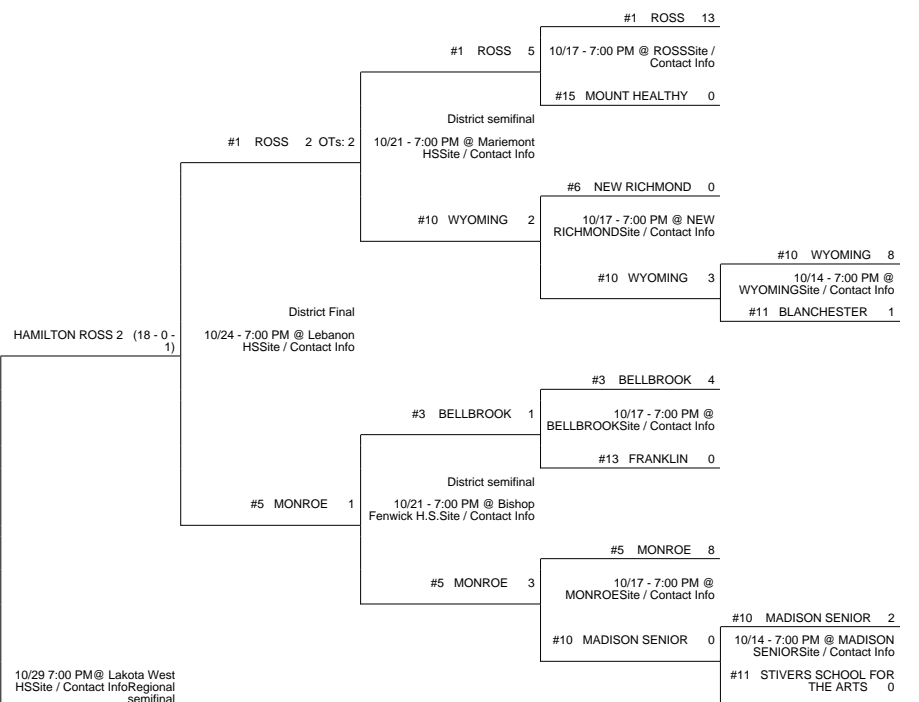 #1 ROSS 13
#1 ROSS 5
10/17 - 7:00 PM @ ROSSSite /
Contact Info
#15 MOUNT HEALTHY 0
District semifinal
#1 ROSS 2 OTs: 2
10/21 - 7:00 PM @ Mariemont
HSSite / Contact Info
#6 NEW RICHMOND 0
#10 WYOMING 2
10/17 - 7:00 PM @ NEW
RICHMONDSite / Contact Info
#10 WYOMING 8
#10 WYOMING 3
10/14 - 7:00 PM @
WYOMINGSite / Contact Info
#11 BLANCHESTER 1
District Final
HAMILTON ROSS 2 (18 - 0 -
1)
10/24 - 7:00 PM @ Lebanon
HSSite / Contact Info
#3 BELLBROOK 4
#3 BELLBROOK 1
10/17 - 7:00 PM @
BELLBROOKSite / Contact Info
#13 FRANKLIN 0
District semifinal
#5 MONROE 1
10/21 - 7:00 PM @ Bishop
Fenwick H.S.Site / Contact Info
#5 MONROE 8
#5 MONROE 3
10/17 - 7:00 PM @
MONROESite / Contact Info
#10 MADISON SENIOR 2
#10 MADISON SENIOR 0
10/14 - 7:00 PM @ MADISON
SENIORSite / Contact Info
#11 STIVERS SCHOOL FOR
THE ARTS 0
10/29 7:00 PM@ Lakota West
HSSite / Contact InfoRegional
semifinal